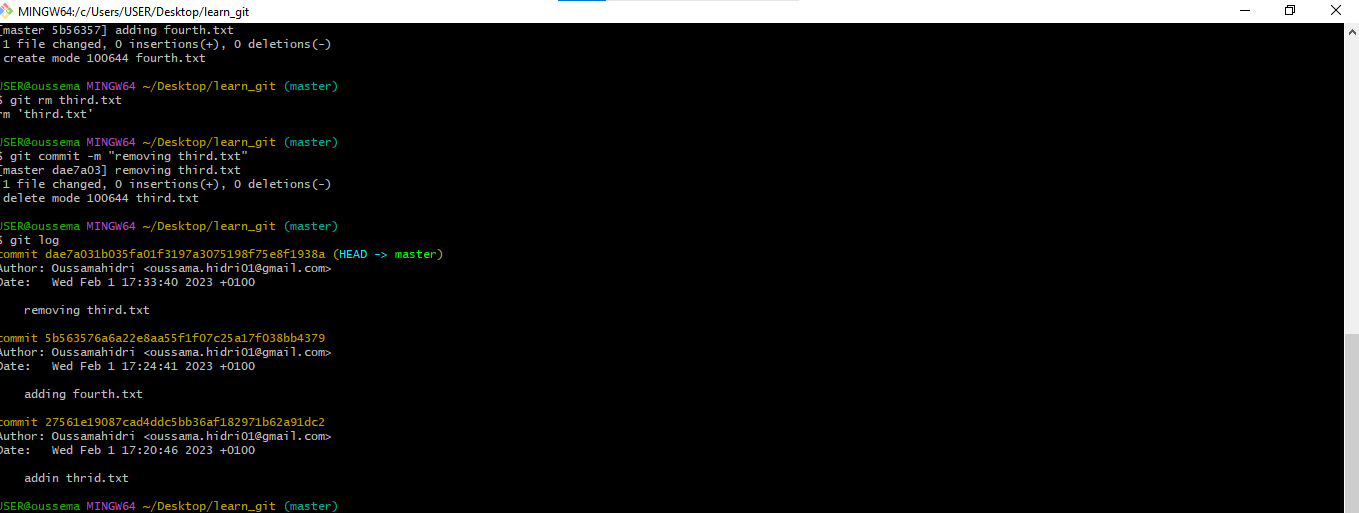 MINGW64:/c/Users/USER/Desktop/learn_git
[master 5b56357] adding fourth.txt
1 file changed, 0 insertions(+), 0 deletions(-)
create mode 100644 fourth.txt
USER@oussema MINGW64 ~/Desktop/learn_git (master)
$ git rm third.txt
rm 'third.txt'
USER@oussema MINGW64 ~/Desktop/learn_git (master)
$ git commit -m "removing third.txt"
[master dae7a03] removing third.txt
1 file changed, 0 insertions(+), 0 deletions(-)
delete mode 100644 third.txt
USER@oussema MINGW64 ~/Desktop/learn_git (master)
$ git log
commit dae7a031b035fa01f3197a3075198f75e8f1938a (HEAD -> master)
Author: Oussamahidri <oussama.hidri01@gmail.com>
Date:   Wed Feb 1 17:33:40 2023 +0100
removing third.txt
commit 5b563576a6a22e8aa55f1f07c25a17f038bb4379
Author: Oussamahidri <oussama.hidri01@gmail.com>
Date:   Wed Feb 1 17:24:41 2023 +0100
adding fourth.txt
commit 27561e19087cad4ddc5bb36af182971b62a91dc2
Author: Oussamahidri <oussama.hidri01@gmail.com>
Date:   Wed Feb 1 17:20:46 2023 +0100
addin thrid.txt
USER@oussema MINGW64 ~/Desktop/learn_git (master)